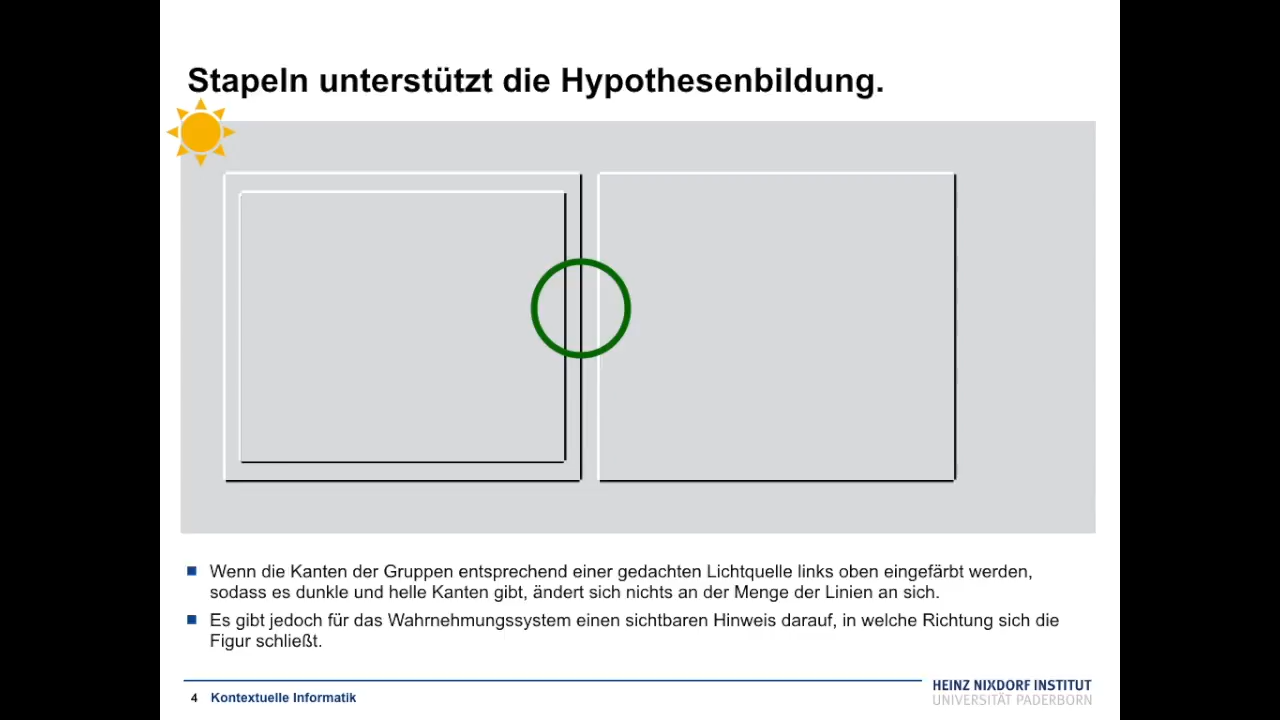 Stapeln unterstützt die Hypothesenbildung.
Wenn die Kanten der Gruppen entsprechend einer gedachten Lichtquelle links oben eingefärbt werden,
sodass es dunkle und helle Kanten gibt, ändert sich nichts an der Menge der Linien an sich.
Es gibt jedoch für das Wahrnehmungssystem einen sichtbaren Hinweis darauf, in welche Richtung sich die
Figur schließt.
4 Kontextuelle Informatik
HEINZ NIXDORF INSTITUT
UNIVERSITÄT PADERBORN